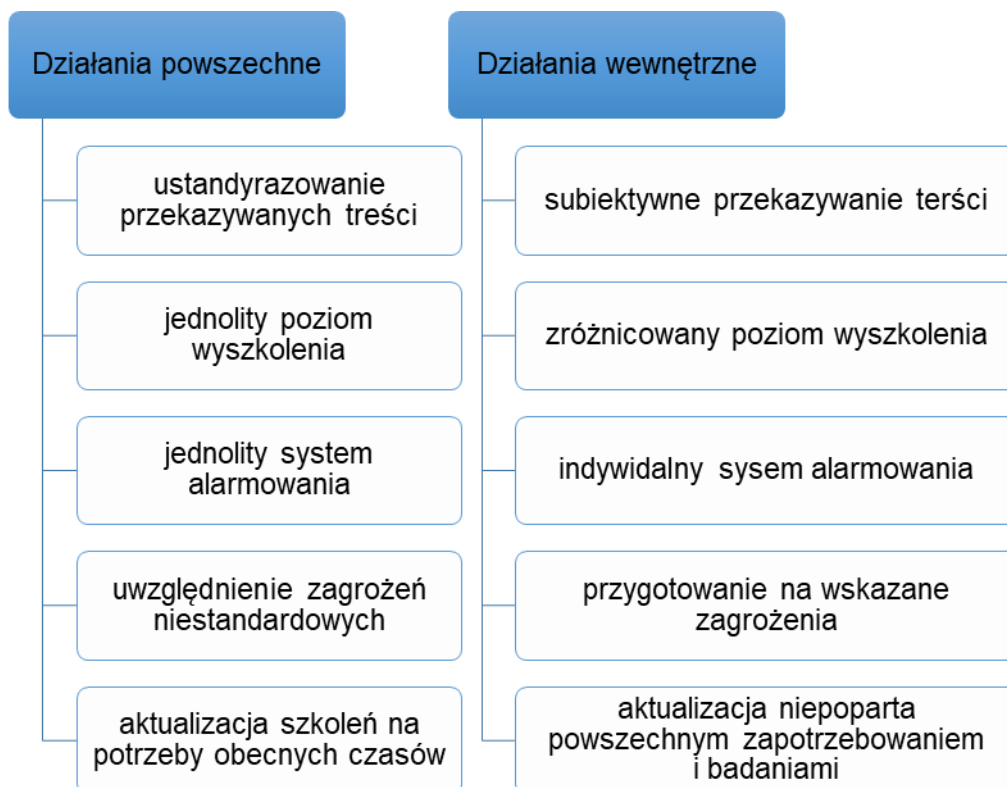 Działania powszechne
ustandyrazowanie
przekazywanych treści
jednolity poziom
wyszkolenia
jednolity system
alarmowania
uwzględnienie zagrożeń
niestandardowych
aktualizacja szkoleń na
potrzeby obecnych czasów
Działania wewnętrzne
subiektywne przekazywanie terści
zróżnicowany poziom wyszkolenia
indywidalny sysem alarmowania
przygotowanie na wskazane
zagrożenia
aktualizacja niepoparta
powszechnym zapotrzebowaniem
i badaniami